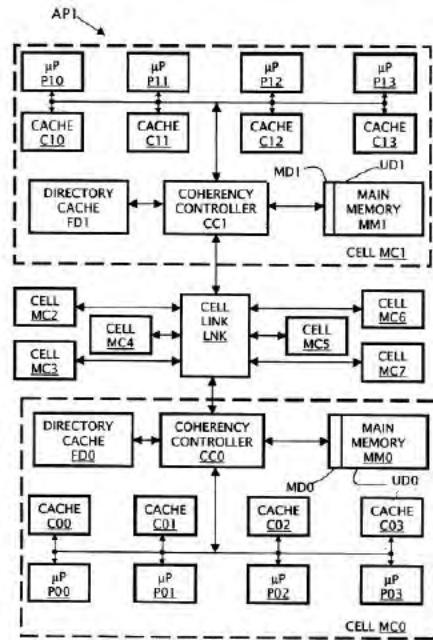 AP1
µP P10
µP P11
µP P12
µP P13
CACHE C10
CACHE C11
CACHE C12
CACHE C13
MD1
UD1
DIRECTORY CACHE FD1
COHERENCY CONTROLLER CC1
MAIN MEMORY MM1
CELL MC1
CELL MC2
CELL MC3
CELL MC4
CELL LINK LNK
CELL MC5
CELL MC6
CELL MC7
DIRECTORY CACHE FD0
COHERENCY CONTROLLER CC0
MAIN MEMORY MM0
MD0
UD0
CACHE C00
CACHE C01
CACHE C02
CACHE C03
µP P00
µP P01
µP P02
µP P03
CELL MC0